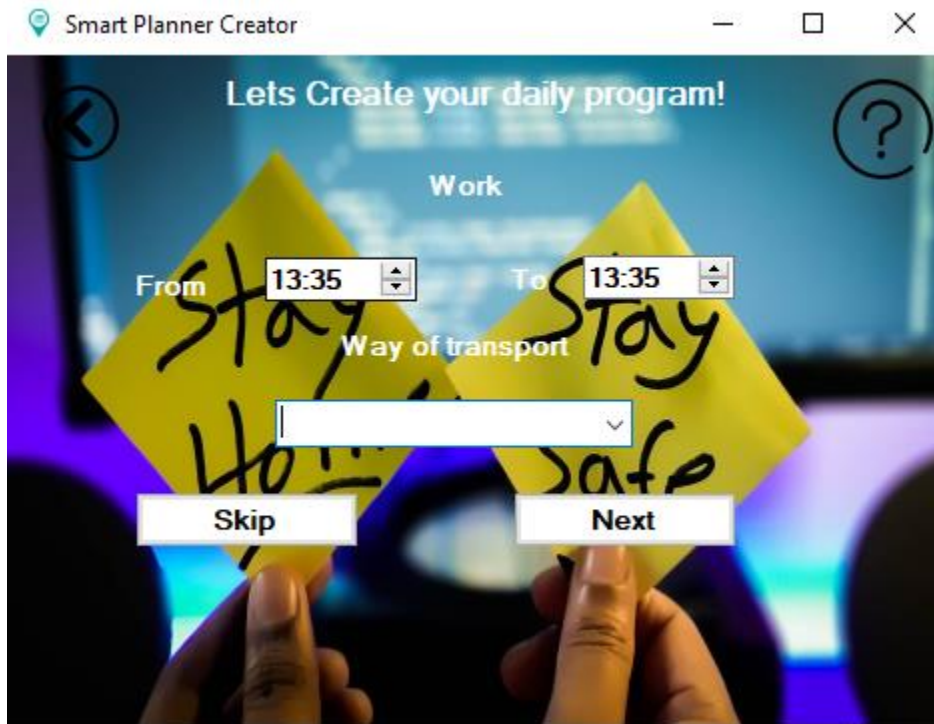 Smart Planner Creator
Lets Create your daily program!
Work
From 13:35 To 13:35
Stay Stay
Way of transport
Safe
Skip Next